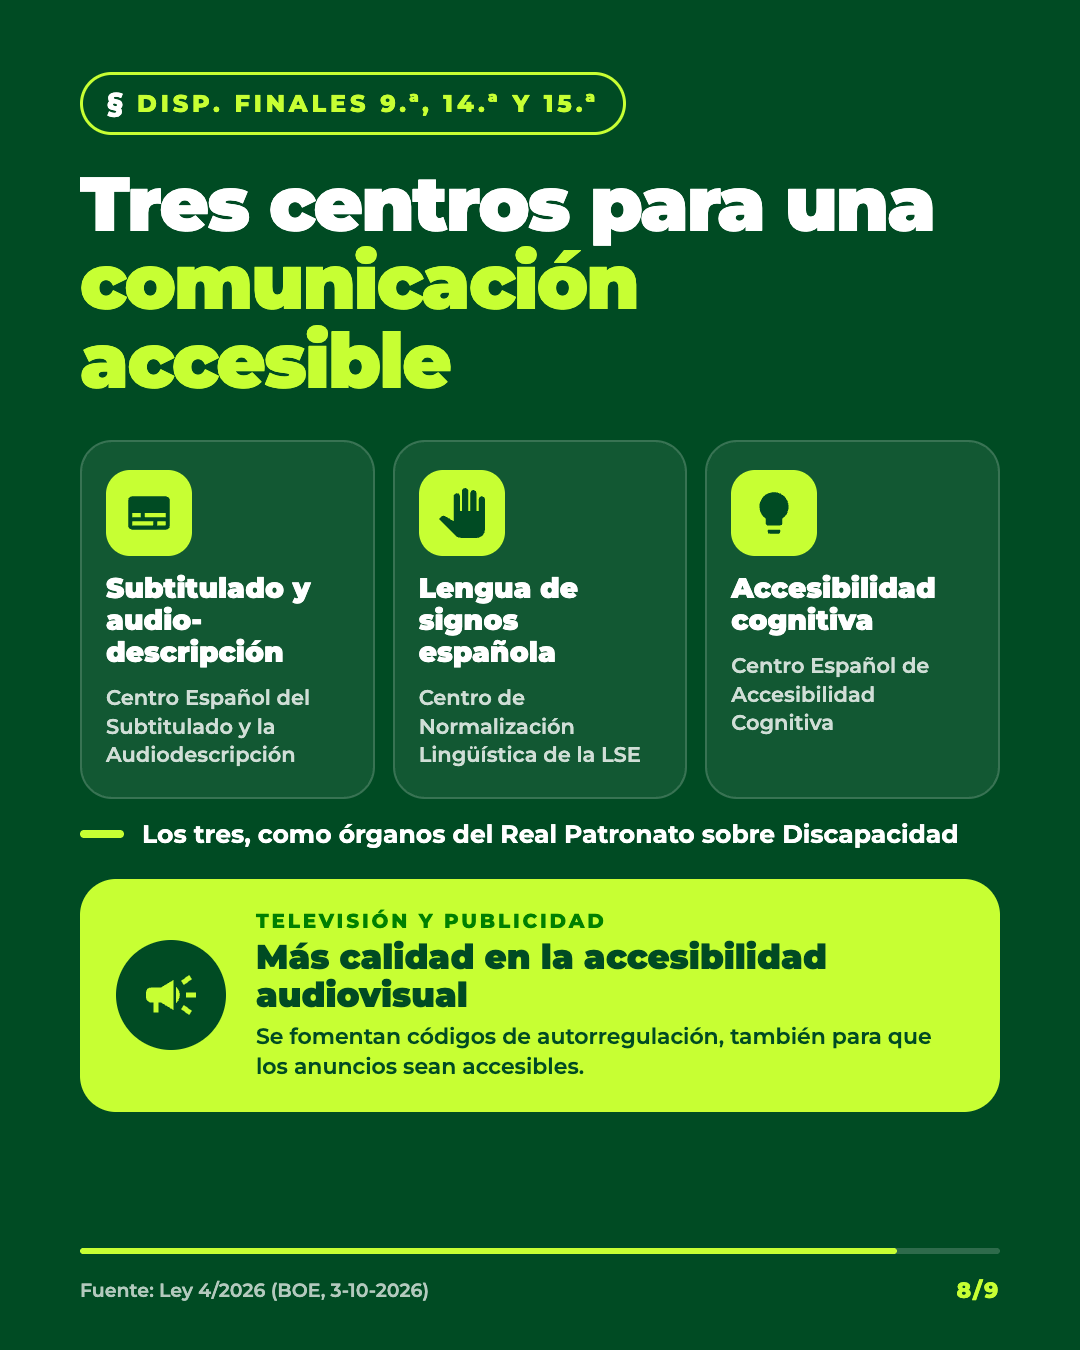 § DISP. FINALES 9.ª, 14.ª Y 15.ª
Tres centros para una
comunicación
accesible
Subtitulado y
audio-
descripción
Centro Español del
Subtitulado y la
Audiodescripción
Lengua de
signos
española
Centro de
Normalización
Lingüística de la LSE
Accesibilidad
cognitiva
Centro Español de
Accesibilidad
Cognitiva
Los tres, como órganos del Real Patronato sobre Discapacidad
TELEVISIÓN Y PUBLICIDAD
Más calidad en la accesibilidad
audiovisual
Se fomentan códigos de autorregulación, también para que
los anuncios sean accesibles.
Fuente: Ley 4/2026 (BOE, 3-10-2026)
8/9